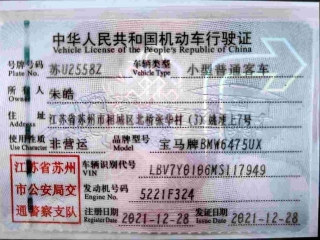 中华人民共和国机动车行驶证
Vehicle License of the People's Republic of China
号牌号码 苏U2558Z 车辆类型 小型普通客车
Plate No. Vehicle Type
所有人 朱皓
Owner
住址 江苏省苏州市相城区北桥张华村
Address
使用性质 非营运 品牌型号 宝马牌BMW6475UX
Use Character Model
江苏省苏州
市公安局交
通警察支队
车辆识别代号 LBV7Y6106MS117949
VIN
发动机号码 5221F324
Engine No.
注册日期 2021-12-28 发证日期 2021-12-28
Register Date Issue Date